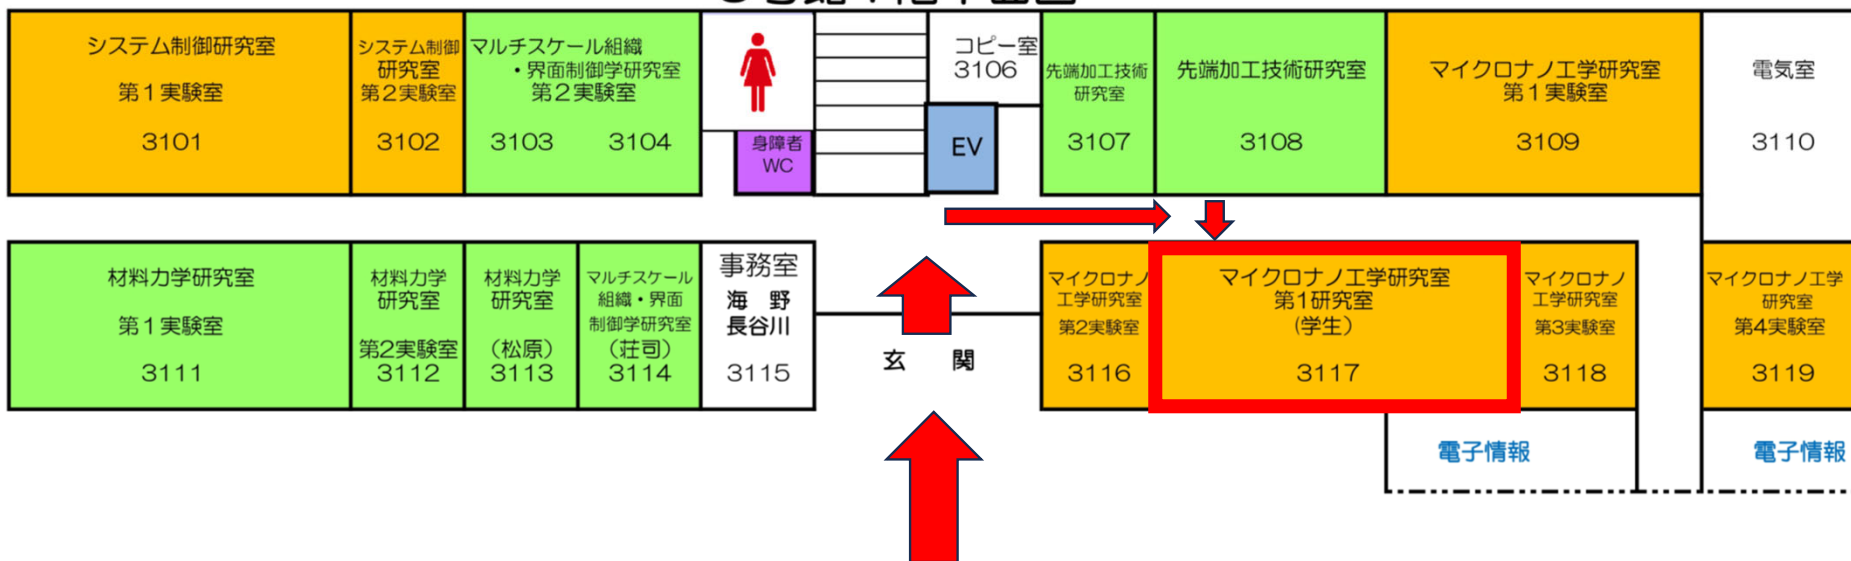 システム制御研究室
第1実験室
3101
システム制御
研究室
第2実験室
3102
マルチスケール組織
・界面制御学研究室
第2実験室
3103 3104
身障者
WC
EV
コピー室
3106
先端加工技術
研究室
3107
先端加工技術研究室
3108
マイクロナノ工学研究室
第1実験室
3109
電気室
3110
材料力学研究室
第1実験室
3111
材料力学
研究室
第2実験室
3112
材料力学
研究室
(松原)
3113
マルチスケール
組織・界面
制御学研究室
(荘司)
3114
事務室
海 野
長谷川
3115
玄 関
マイクロナノ
工学研究室
第2実験室
3116
マイクロナノ工学研究室
第1研究室
(学生)
3117
マイクロナノ
工学研究室
第3実験室
3118
マイクロナノ工学
研究室
第4実験室
3119
電子情報
電子情報